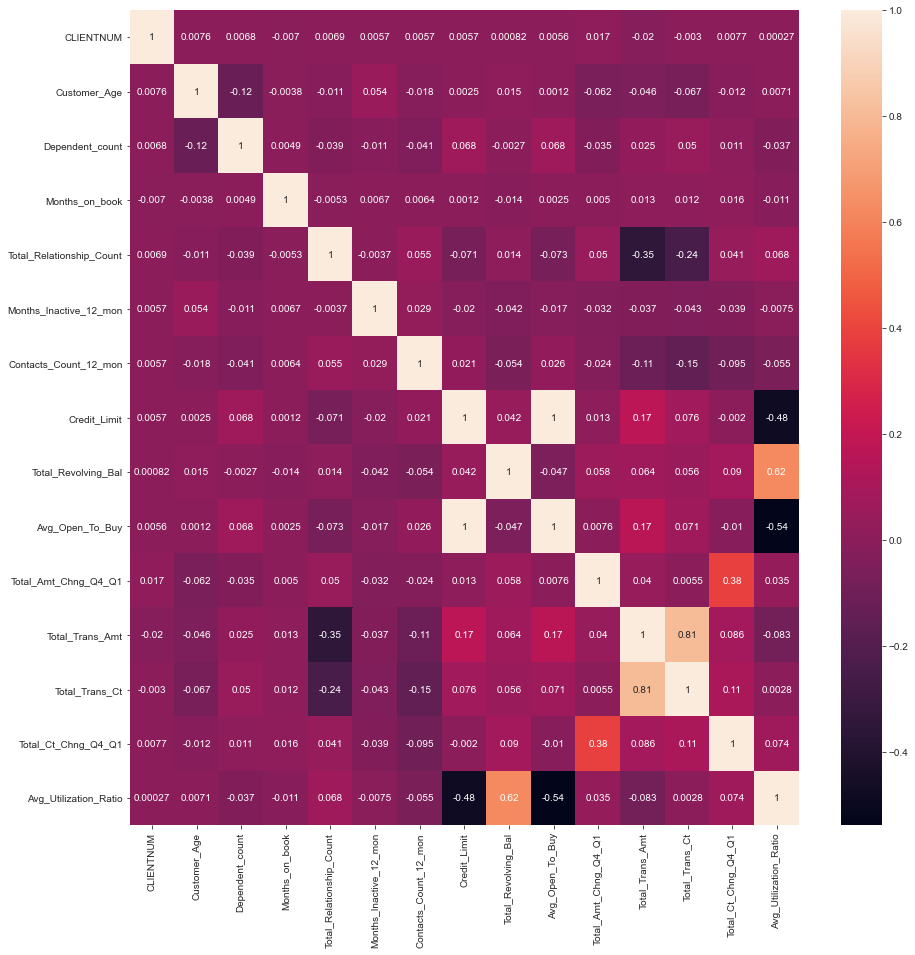 CLIENTNUM 1 0.0076 0.0068 -0.007 0.0069 0.0057 0.0057 0.0057 0.00082 0.0056 0.017 -0.02 -0.003 0.0077 0.00027
Customer_Age 0.0076 1 -0.12 -0.0038 -0.011 0.054 -0.018 0.0025 0.015 0.0012 -0.062 -0.046 -0.067 -0.012 0.0071
Dependent_count 0.0068 -0.12 1 0.0049 -0.039 -0.011 -0.041 0.068 -0.0027 0.068 -0.035 0.025 0.05 0.011 -0.037
Months_on_book -0.007 -0.0038 0.0049 1 -0.0053 0.0067 0.0064 0.0012 -0.014 0.0025 0.005 0.013 0.012 0.016 -0.011
Total_Relationship_Count 0.0069 -0.011 -0.039 -0.0053 1 -0.0037 0.055 -0.071 0.014 -0.073 0.05 -0.35 -0.24 0.041 0.068
Months_Inactive_12_mon 0.0057 0.054 -0.011 0.0067 -0.0037 1 0.029 -0.02 -0.042 -0.017 -0.032 -0.037 -0.043 -0.039 -0.0075
Contacts_Count_12_mon 0.0057 -0.018 -0.041 0.0064 0.055 0.029 1 0.021 -0.054 0.026 -0.024 -0.11 -0.15 -0.095 -0.055
Credit_Limit 0.0057 0.0025 0.068 0.0012 -0.071 -0.02 0.021 1 0.042 1 0.013 0.17 0.076 -0.002 -0.48
Total_Revolving_Bal 0.00082 0.015 -0.0027 -0.014 0.014 -0.042 -0.054 0.042 1 -0.047 0.058 0.064 0.056 0.09 0.62
Avg_Open_To_Buy 0.0056 0.0012 0.068 0.0025 -0.073 -0.017 0.026 1 -0.047 1 0.0076 0.17 0.071 -0.01 -0.54
Total_Amt_Chng_Q4_Q1 0.017 -0.062 -0.035 0.005 0.05 -0.032 -0.024 0.013 0.058 0.0076 1 0.04 0.0055 0.38 0.035
Total_Trans_Amt -0.02 -0.046 0.025 0.013 -0.35 -0.037 -0.11 0.17 0.064 0.17 0.04 1 0.81 0.086 -0.083
Total_Trans_Ct -0.003 -0.067 0.05 0.012 -0.24 -0.043 -0.15 0.076 0.056 0.071 0.0055 0.81 1 0.11 0.0028
Total_Ct_Chng_Q4_Q1 0.0077 -0.012 0.011 0.016 0.041 -0.039 -0.095 -0.002 0.09 -0.01 0.38 0.086 0.11 1 0.074
Avg_Utilization_Ratio 0.00027 0.0071 -0.037 -0.011 0.068 -0.0075 -0.055 -0.48 0.62 -0.54 0.035 -0.083 0.0028 0.074 1
CLIENTNUM
Customer_Age
Dependent_count
Months_on_book
Total_Relationship_Count
Months_Inactive_12_mon
Contacts_Count_12_mon
Credit_Limit
Total_Revolving_Bal
Avg_Open_To_Buy
Total_Amt_Chng_Q4_Q1
Total_Trans_Amt
Total_Trans_Ct
Total_Ct_Chng_Q4_Q1
Avg_Utilization_Ratio
1.0
0.8
0.6
0.4
0.2
0.0
−0.2
−0.4